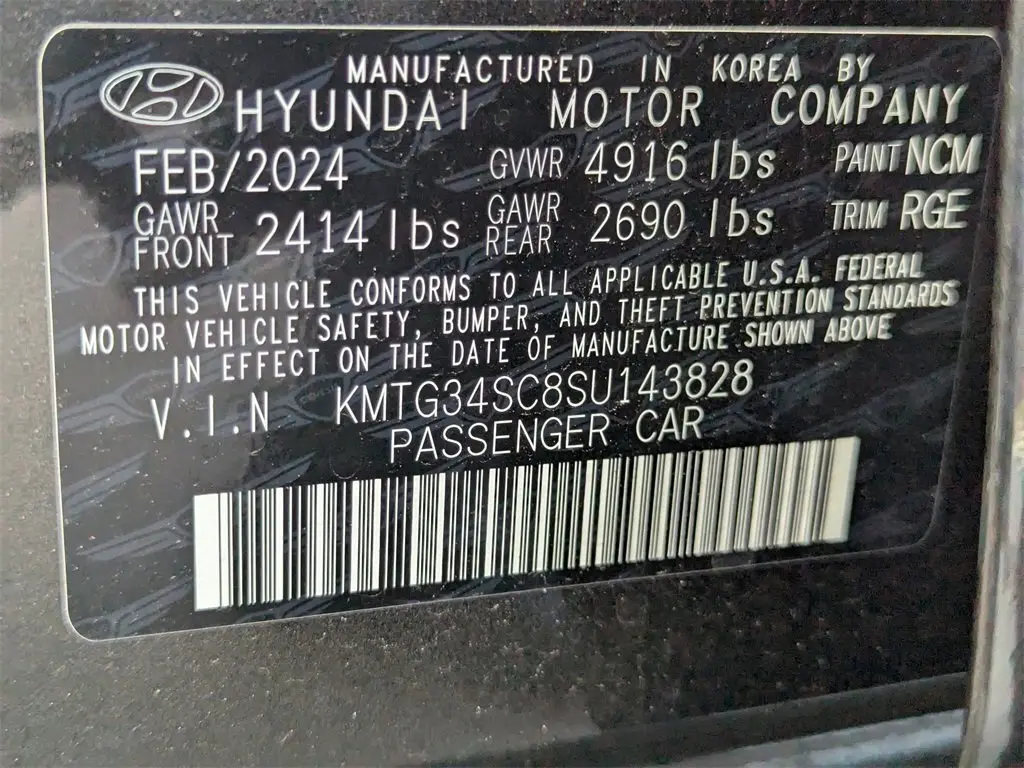 MANUFACTURED IN KOREA BY
HYUNDAI MOTOR COMPANY
FEB/2024 GVWR 4916 lbs PAINT NCM
GAWR FRONT 2414 lbs GAWR REAR 2690 lbs TRIM RGE
THIS VEHICLE CONFORMS TO ALL APPLICABLE U.S.A. FEDERAL
MOTOR VEHICLE SAFETY, BUMPER, AND THEFT PREVENTION STANDARDS
IN EFFECT ON THE DATE OF MANUFACTURE SHOWN ABOVE
V.I.N KMTG34SC8SU143828
PASSENGER CAR